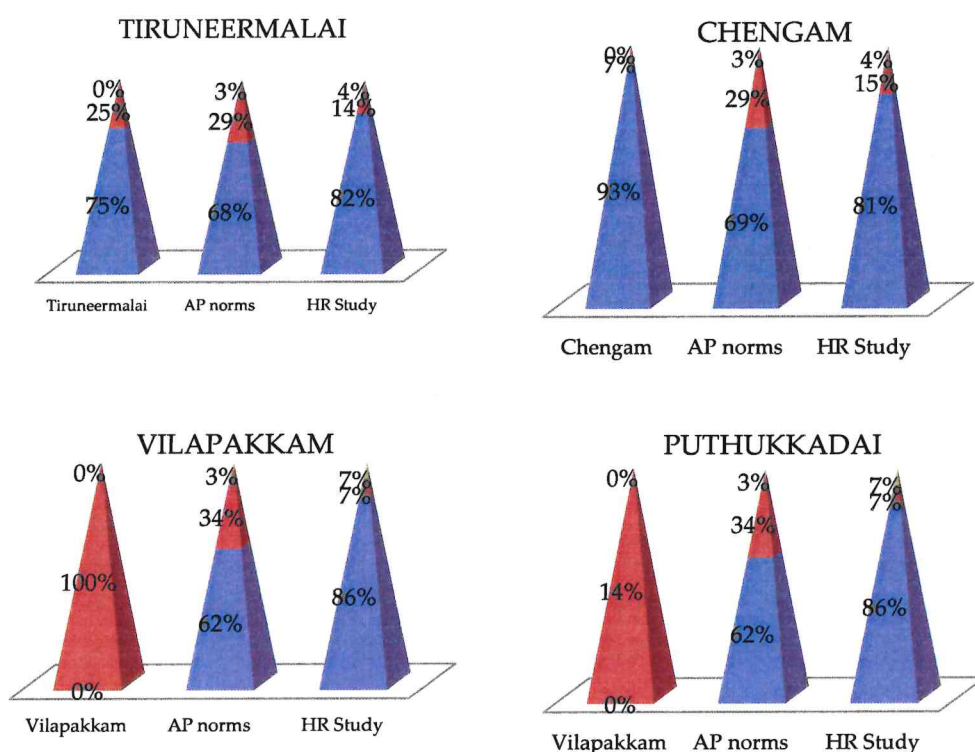 TIRUNEERMALAI
0% 3% 4%
25% 29% 14%
75% 68% 82%
Tiruneermalai AP norms HR Study
CHENGAM
0% 3% 4%
7% 29% 15%
93% 69% 81%
Chengam AP norms HR Study
VILAPAKKAM
0% 3% 7%
100% 34% 7%
0% 62% 86%
Vilapakkam AP norms HR Study
PUTHUKKADAI
0% 3% 7%
14% 34% 7%
0% 62% 86%
Vilapakkam AP norms HR Study